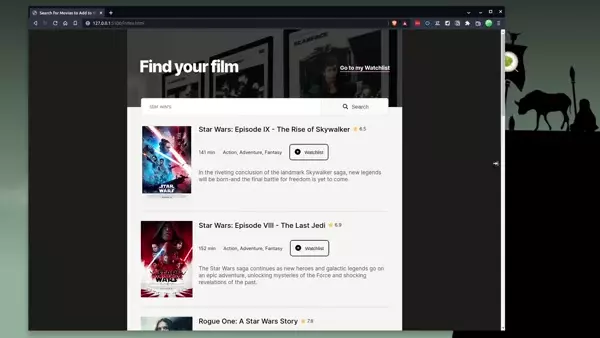 Search for Movies to Add to
127.0.0.1
Find your film
Go to my Watchlist
star wars
Search
Star Wars: Episode IX - The Rise of Skywalker 6.5
141 min Action, Adventure, Fantasy Watchlist
In the riveting conclusion of the landmark Skywalker saga, new legends
will be born-and the final battle for freedom is yet to come.
STAR WARS
Star Wars: Episode VIII - The Last Jedi 6.9
152 min Action, Adventure, Fantasy Watchlist
The Star Wars saga continues as new heroes and galactic legends go on
an epic adventure, unlocking mysteries of the Force and shocking
revelations of the past.
STAR WARS
Rogue One: A Star Wars Story 7.8